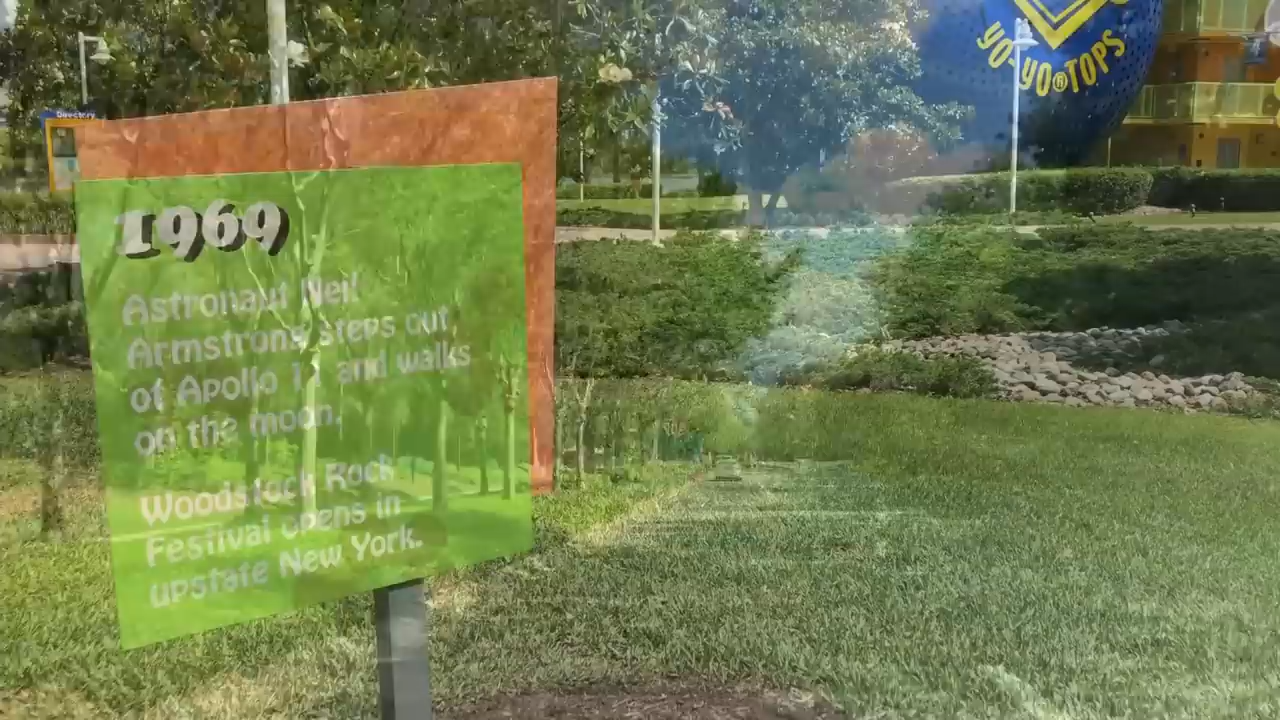 Directory
YO-YO® TOPS
1969
Astronaut Neil
Armstrong steps out
of Apollo 11 and walks
on the moon.
Woodstock Rock
Festival opens in
upstate New York.